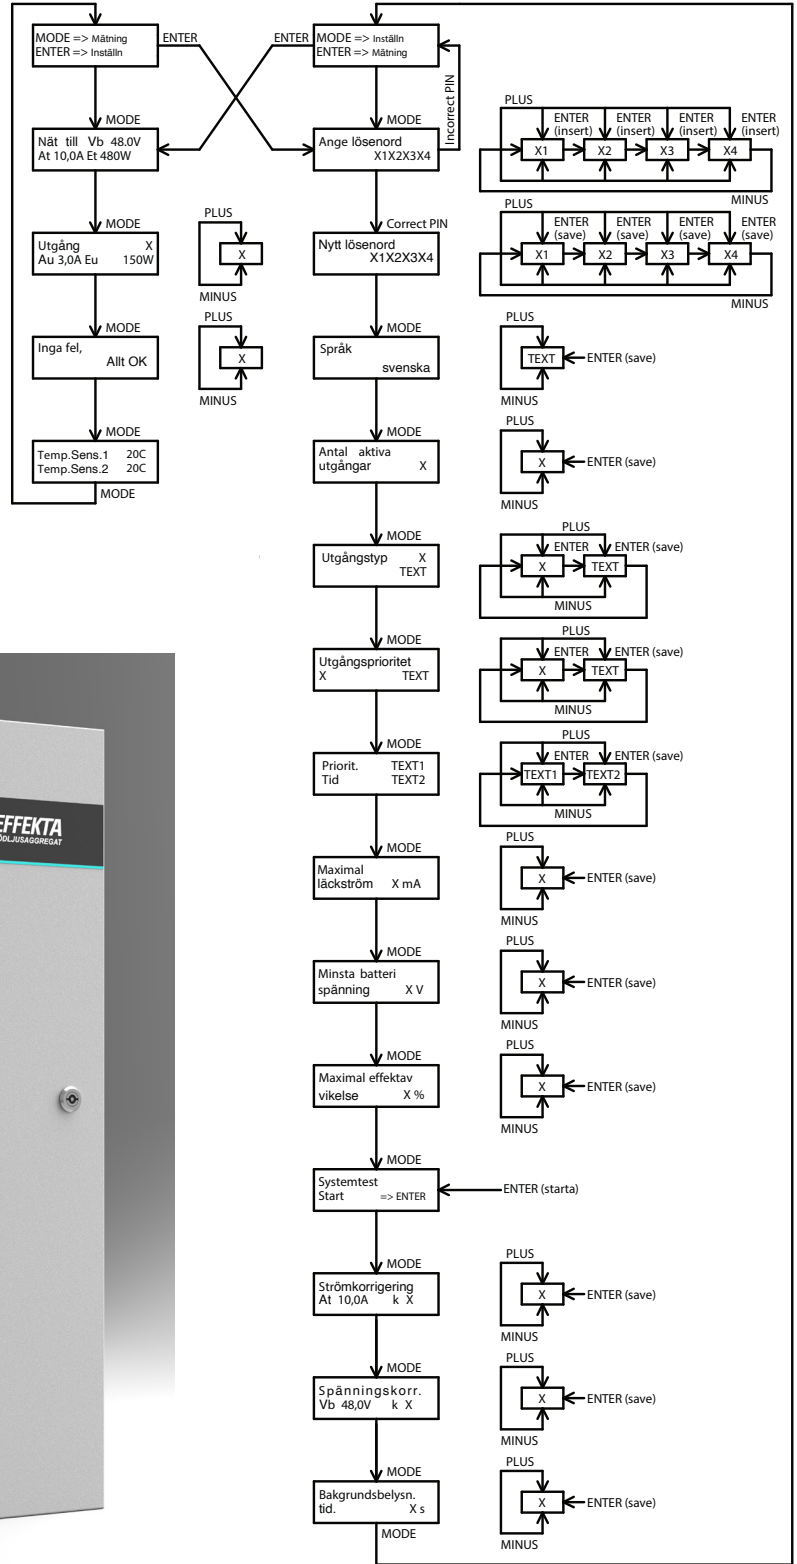 MODE => Mätning
ENTER => Inställn
ENTER
MODE
Nät till Vb 48.0V
At 10,0A Et 480W
MODE
Utgång X
Au 3,0A Eu 150W
PLUS
X
MINUS
MODE
Inga fel,
Allt OK
PLUS
X
MINUS
MODE
Temp.Sens.1 20C
Temp.Sens.2 20C
MODE
EFFEKTA
ÖDLJUSAGGREGAT
ENTER
MODE => Inställn
ENTER => Mätning
Incorrect PIN
MODE
Ange lösenord
X1X2X3X4
PLUS
ENTER ENTER ENTER ENTER
(insert) (insert) (insert) (insert)
X1 X2 X3 X4
MINUS
Correct PIN
Nytt lösenord
X1X2X3X4
PLUS
ENTER ENTER ENTER ENTER
(save) (save) (save) (save)
X1 X2 X3 X4
MINUS
MODE
Språk
svenska
PLUS
TEXT
ENTER (save)
MINUS
MODE
Antal aktiva
utgångar X
PLUS
X
ENTER (save)
MINUS
MODE
Utgångstyp X
TEXT
PLUS
ENTER ENTER (save)
X TEXT
MINUS
MODE
Utgångsprioritet
X TEXT
PLUS
ENTER ENTER (save)
X TEXT
MINUS
MODE
Priorit. TEXT1
Tid TEXT2
PLUS
ENTER ENTER (save)
TEXT1 TEXT2
MINUS
MODE
Maximal
läckström X mA
PLUS
X
ENTER (save)
MINUS
MODE
Minsta batteri
spänning X V
PLUS
X
ENTER (save)
MINUS
MODE
Maximal effektav
vikelse X %
PLUS
X
ENTER (save)
MINUS
MODE
Systemtest
Start => ENTER
ENTER (starta)
MODE
Strömkorrigering
At 10,0A k X
PLUS
X
ENTER (save)
MINUS
MODE
Spänningskorr.
Vb 48,0V k X
PLUS
X
ENTER (save)
MINUS
MODE
Bakgrundsbelysn.
tid. X s
MODE
PLUS
X
ENTER (save)
MINUS